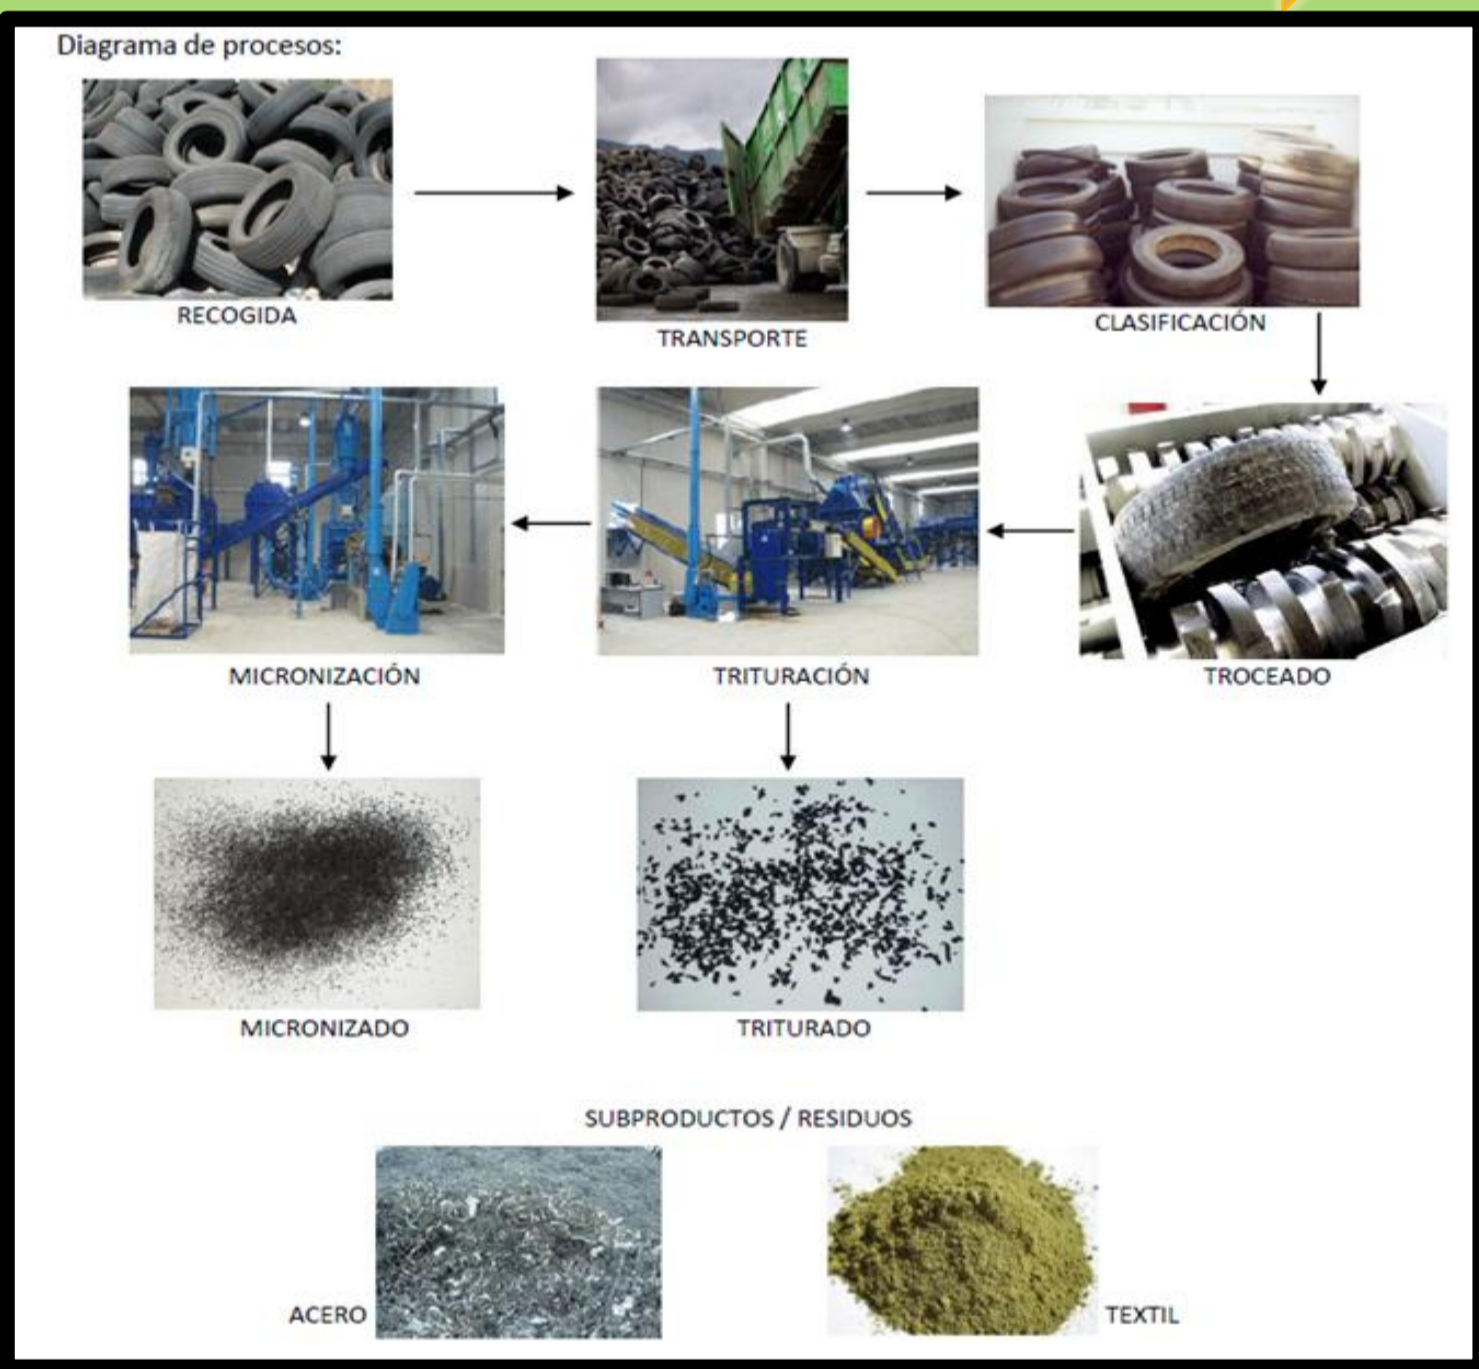 Diagrama de procesos:
RECOGIDA
TRANSPORTE
CLASIFICACIÓN
MICRONIZACIÓN
TRITURACIÓN
TROCEADO
MICRONIZADO
TRITURADO
SUBPRODUCTOS / RESIDUOS
ACERO
TEXTIL